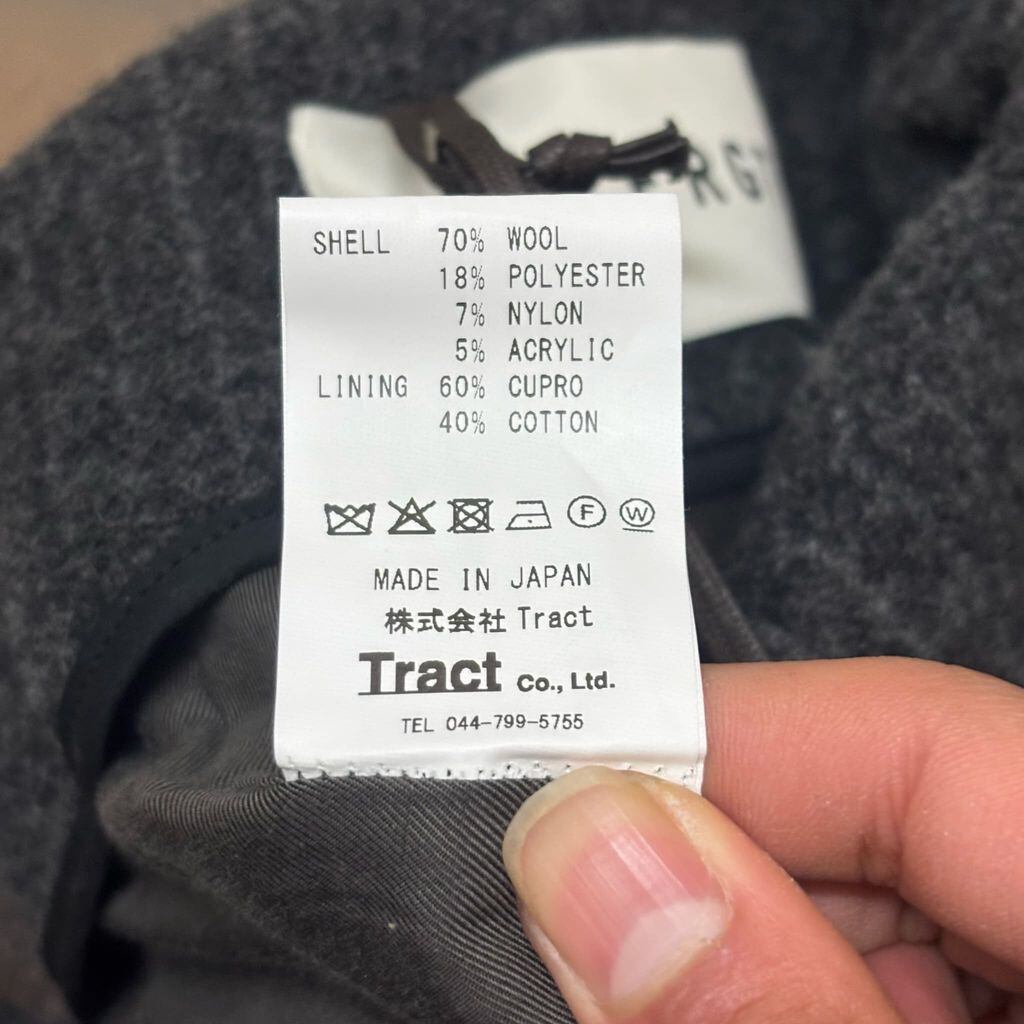 SHELL 70% WOOL
18% POLYESTER
7% NYLON
5% ACRYLIC
LINING 60% CUPRO
40% COTTON
F W
MADE IN JAPAN
株式会社 Tract
Tract Co., Ltd.
TEL 044-799-5755